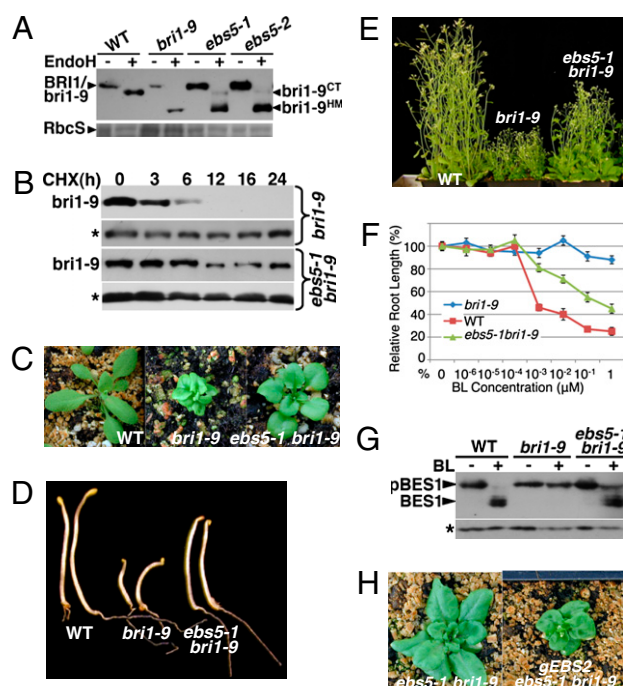 A
WT bri1-9 ebs5-1 ebs5-2
EndoH - + - + - + - +
BRI1/
bri1-9
bri1-9CT
bri1-9HM
RbcS
B
CHX(h) 0 3 6 12 16 24
bri1-9
*
bri1-9
bri1-9
*
ebs5-1
bri1-9
C
WT bri1-9 ebs5-1 bri1-9
D
WT bri1-9 ebs5-1
bri1-9
E
ebs5-1
bri1-9
bri1-9
WT
F
Relative Root Length (%)
120
100
80
60
40
20
0
bri1-9
WT
ebs5-1bri1-9
% 0 10-6 10-5 10-4 10-3 10-2 10-1 1
BL Concentration (μM)
G
WT bri1-9 ebs5-1
bri1-9
BL - + - + - +
pBES1
BES1
*
H
ebs5-1 bri1-9
gEBS2
ebs5-1 bri1-9